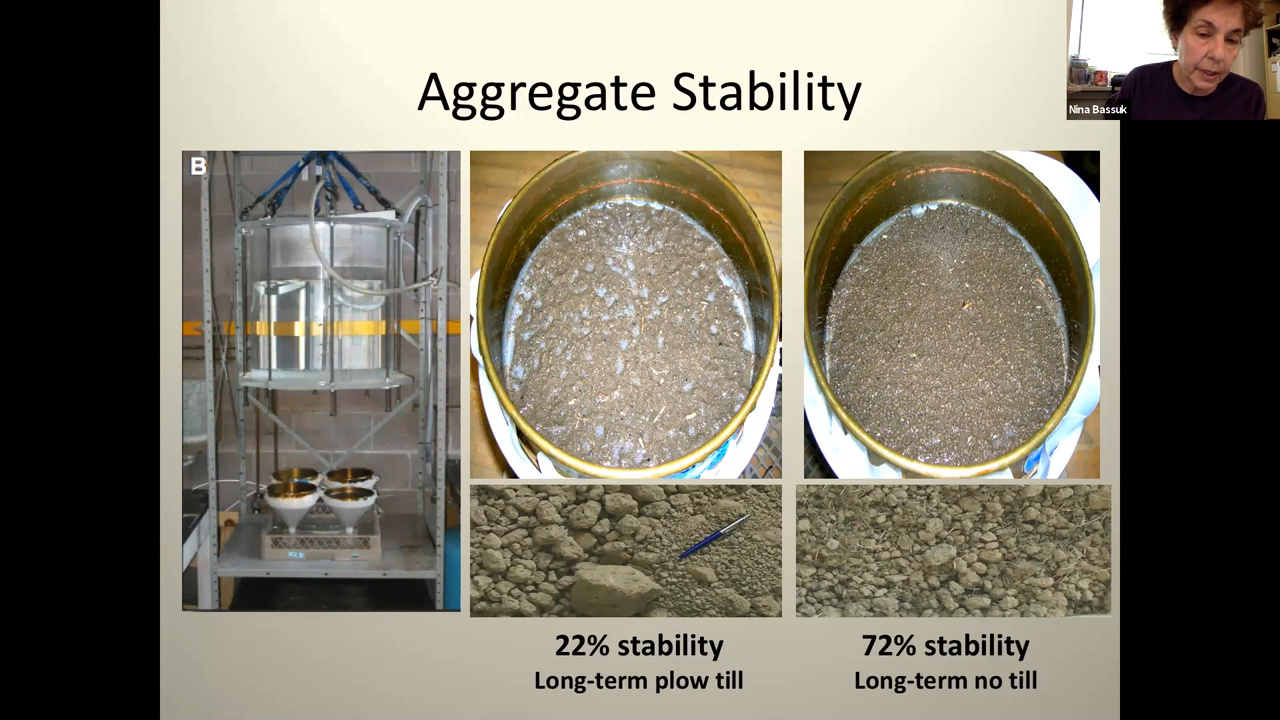 Aggregate Stability
Nina Bassuk
B
22% stability
Long-term plow till
72% stability
Long-term no till